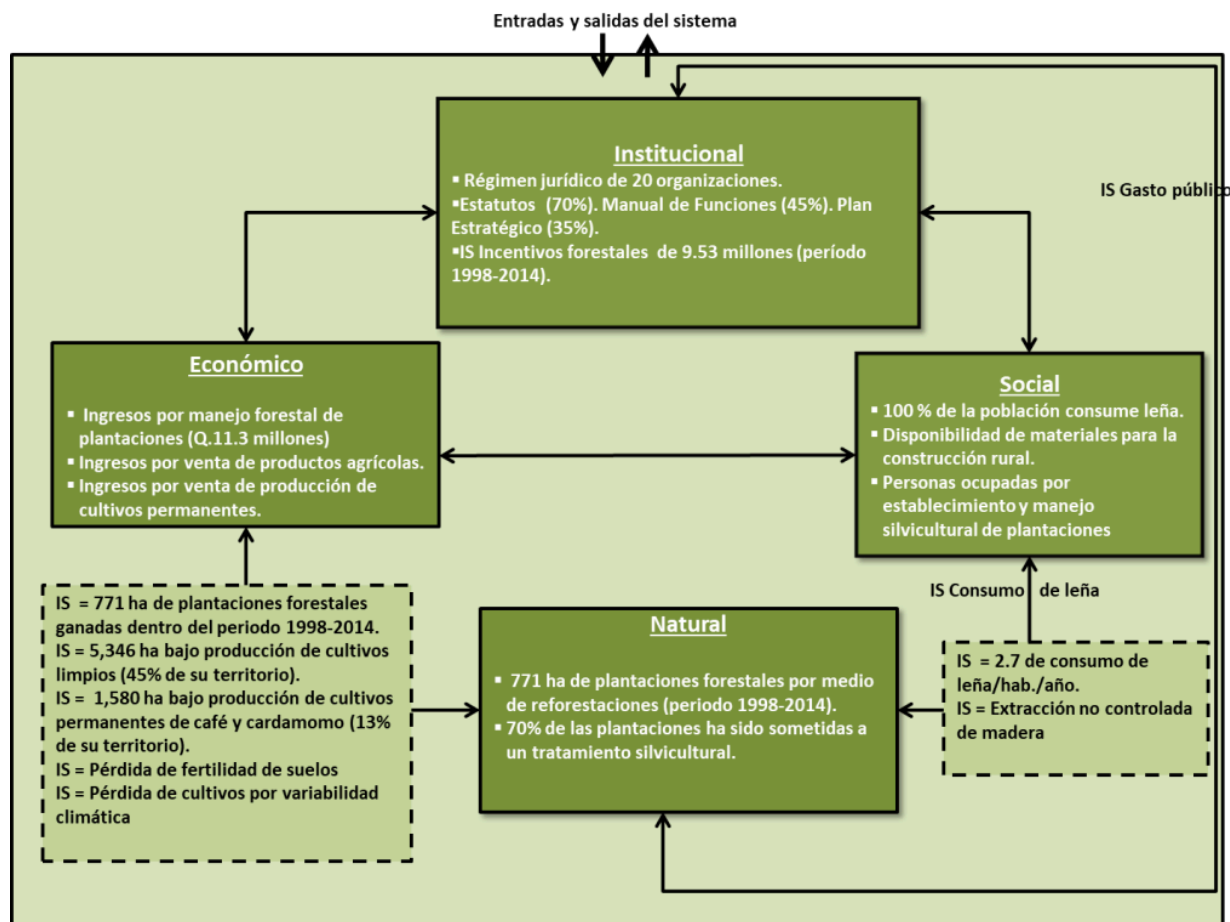 Entradas y salidas del sistema
Institucional
▪ Régimen jurídico de 20 organizaciones.
▪Estatutos (70%). Manual de Funciones (45%). Plan
Estratégico (35%).
▪IS Incentivos forestales de 9.53 millones (período
1998-2014).
IS Gasto público
Económico
▪ Ingresos por manejo forestal de
plantaciones (Q.11.3 millones)
▪ Ingresos por venta de productos agrícolas.
▪ Ingresos por venta de producción de
cultivos permanentes.
Social
▪ 100 % de la población consume leña.
▪ Disponibilidad de materiales para la
construcción rural.
▪ Personas ocupadas por
establecimiento y manejo
silvicultural de plantaciones
IS = 771 ha de plantaciones forestales
ganadas dentro del periodo 1998-2014.
IS = 5,346 ha bajo producción de cultivos
limpios (45% de su territorio).
IS = 1,580 ha bajo producción de cultivos
permanentes de café y cardamomo (13%
de su territorio).
IS = Pérdida de fertilidad de suelos
IS = Pérdida de cultivos por variabilidad
climática
Natural
▪ 771 ha de plantaciones forestales por medio
de reforestaciones (periodo 1998-2014).
▪ 70% de las plantaciones ha sido sometidas a
un tratamiento silvicultural.
IS Consumo de leña
IS = 2.7 de consumo de
leña/hab./año.
IS = Extracción no controlada
de madera